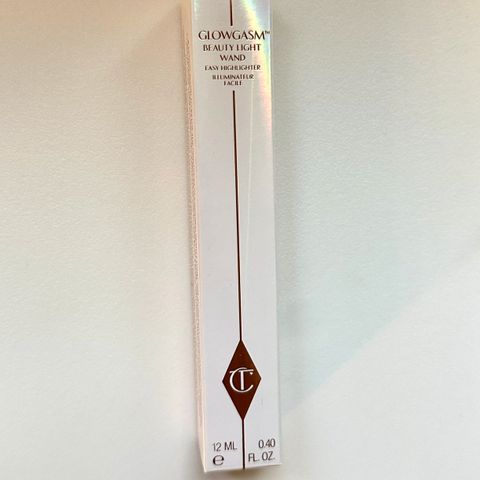 GLOWGASM™
BEAUTY LIGHT
WAND
EASY HIGHLIGHTER
ILLUMINATEUR
FACILE
CT
12 ML 0.40
e FL. OZ.